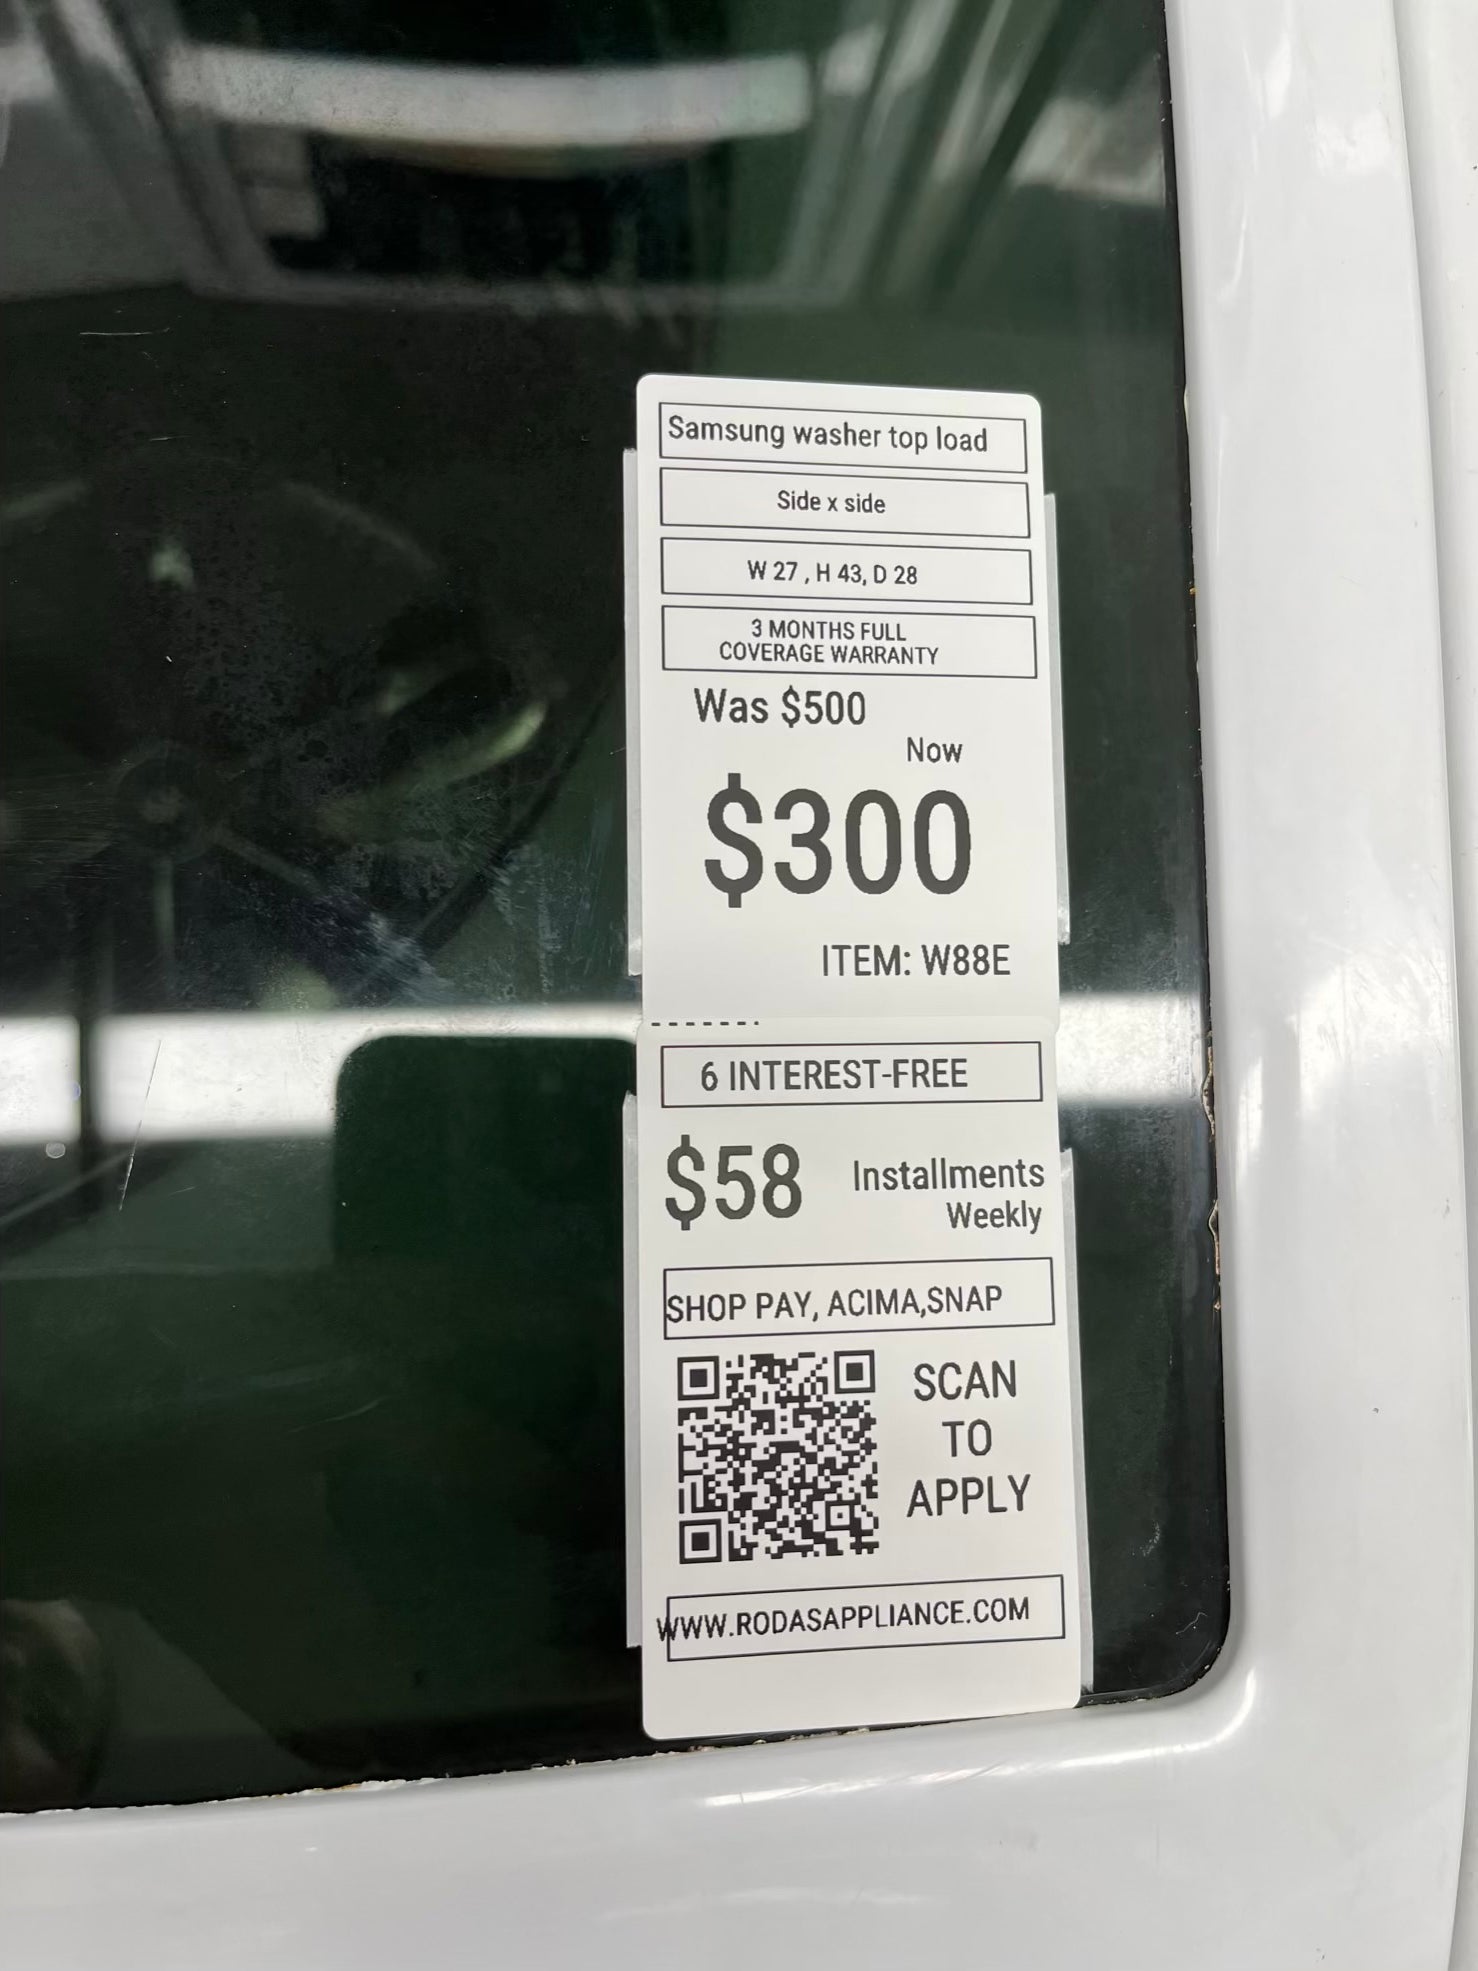 Samsung washer top load
Side x side
W 27 , H 43, D 28
3 MONTHS FULL
COVERAGE WARRANTY
Was $500
Now
$300
ITEM: W88E
6 INTEREST-FREE
$58 Installments
Weekly
SHOP PAY, ACIMA,SNAP
SCAN
TO
APPLY
WWW.RODASAPPLIANCE.COM